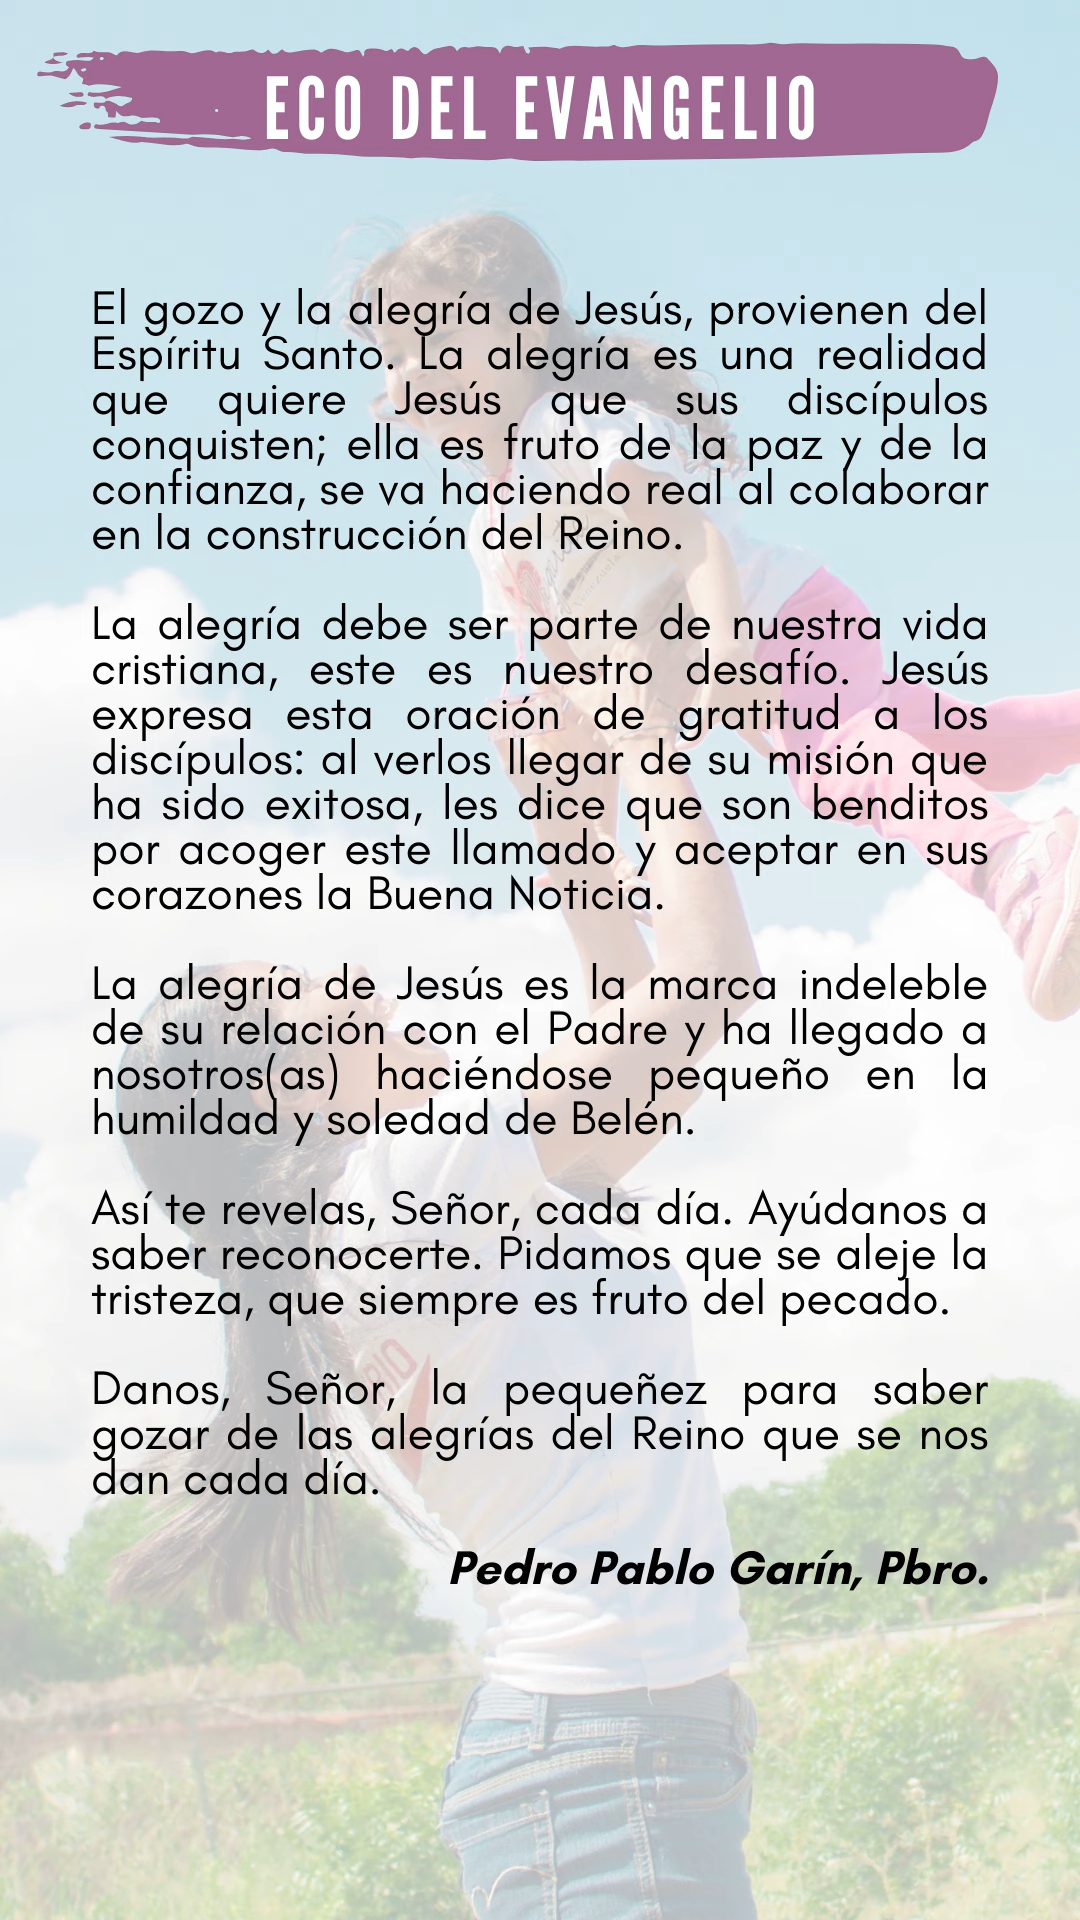 ECO DEL EVANGELIO
El gozo y la alegría de Jesús, provienen del
Espíritu Santo. La alegría es una realidad
que quiere Jesús que sus discípulos
conquisten; ella es fruto de la paz y de la
confianza, se va haciendo real al colaborar
en la construcción del Reino.
La alegría debe ser parte de nuestra vida
cristiana, este es nuestro desafío. Jesús
expresa esta oración de gratitud a los
discípulos: al verlos llegar de su misión que
ha sido exitosa, les dice que son benditos
por acoger este llamado y aceptar en sus
corazones la Buena Noticia.
La alegría de Jesús es la marca indeleble
de su relación con el Padre y ha llegado a
nosotros(as) haciéndose pequeño en la
humildad y soledad de Belén.
Así te revelas, Señor, cada día. Ayúdanos a
saber reconocerte. Pidamos que se aleje la
tristeza, que siempre es fruto del pecado.
Danos, Señor, la pequeñez para saber
gozar de las alegrías del Reino que se nos
dan cada día.
Pedro Pablo Garín, Pbro.